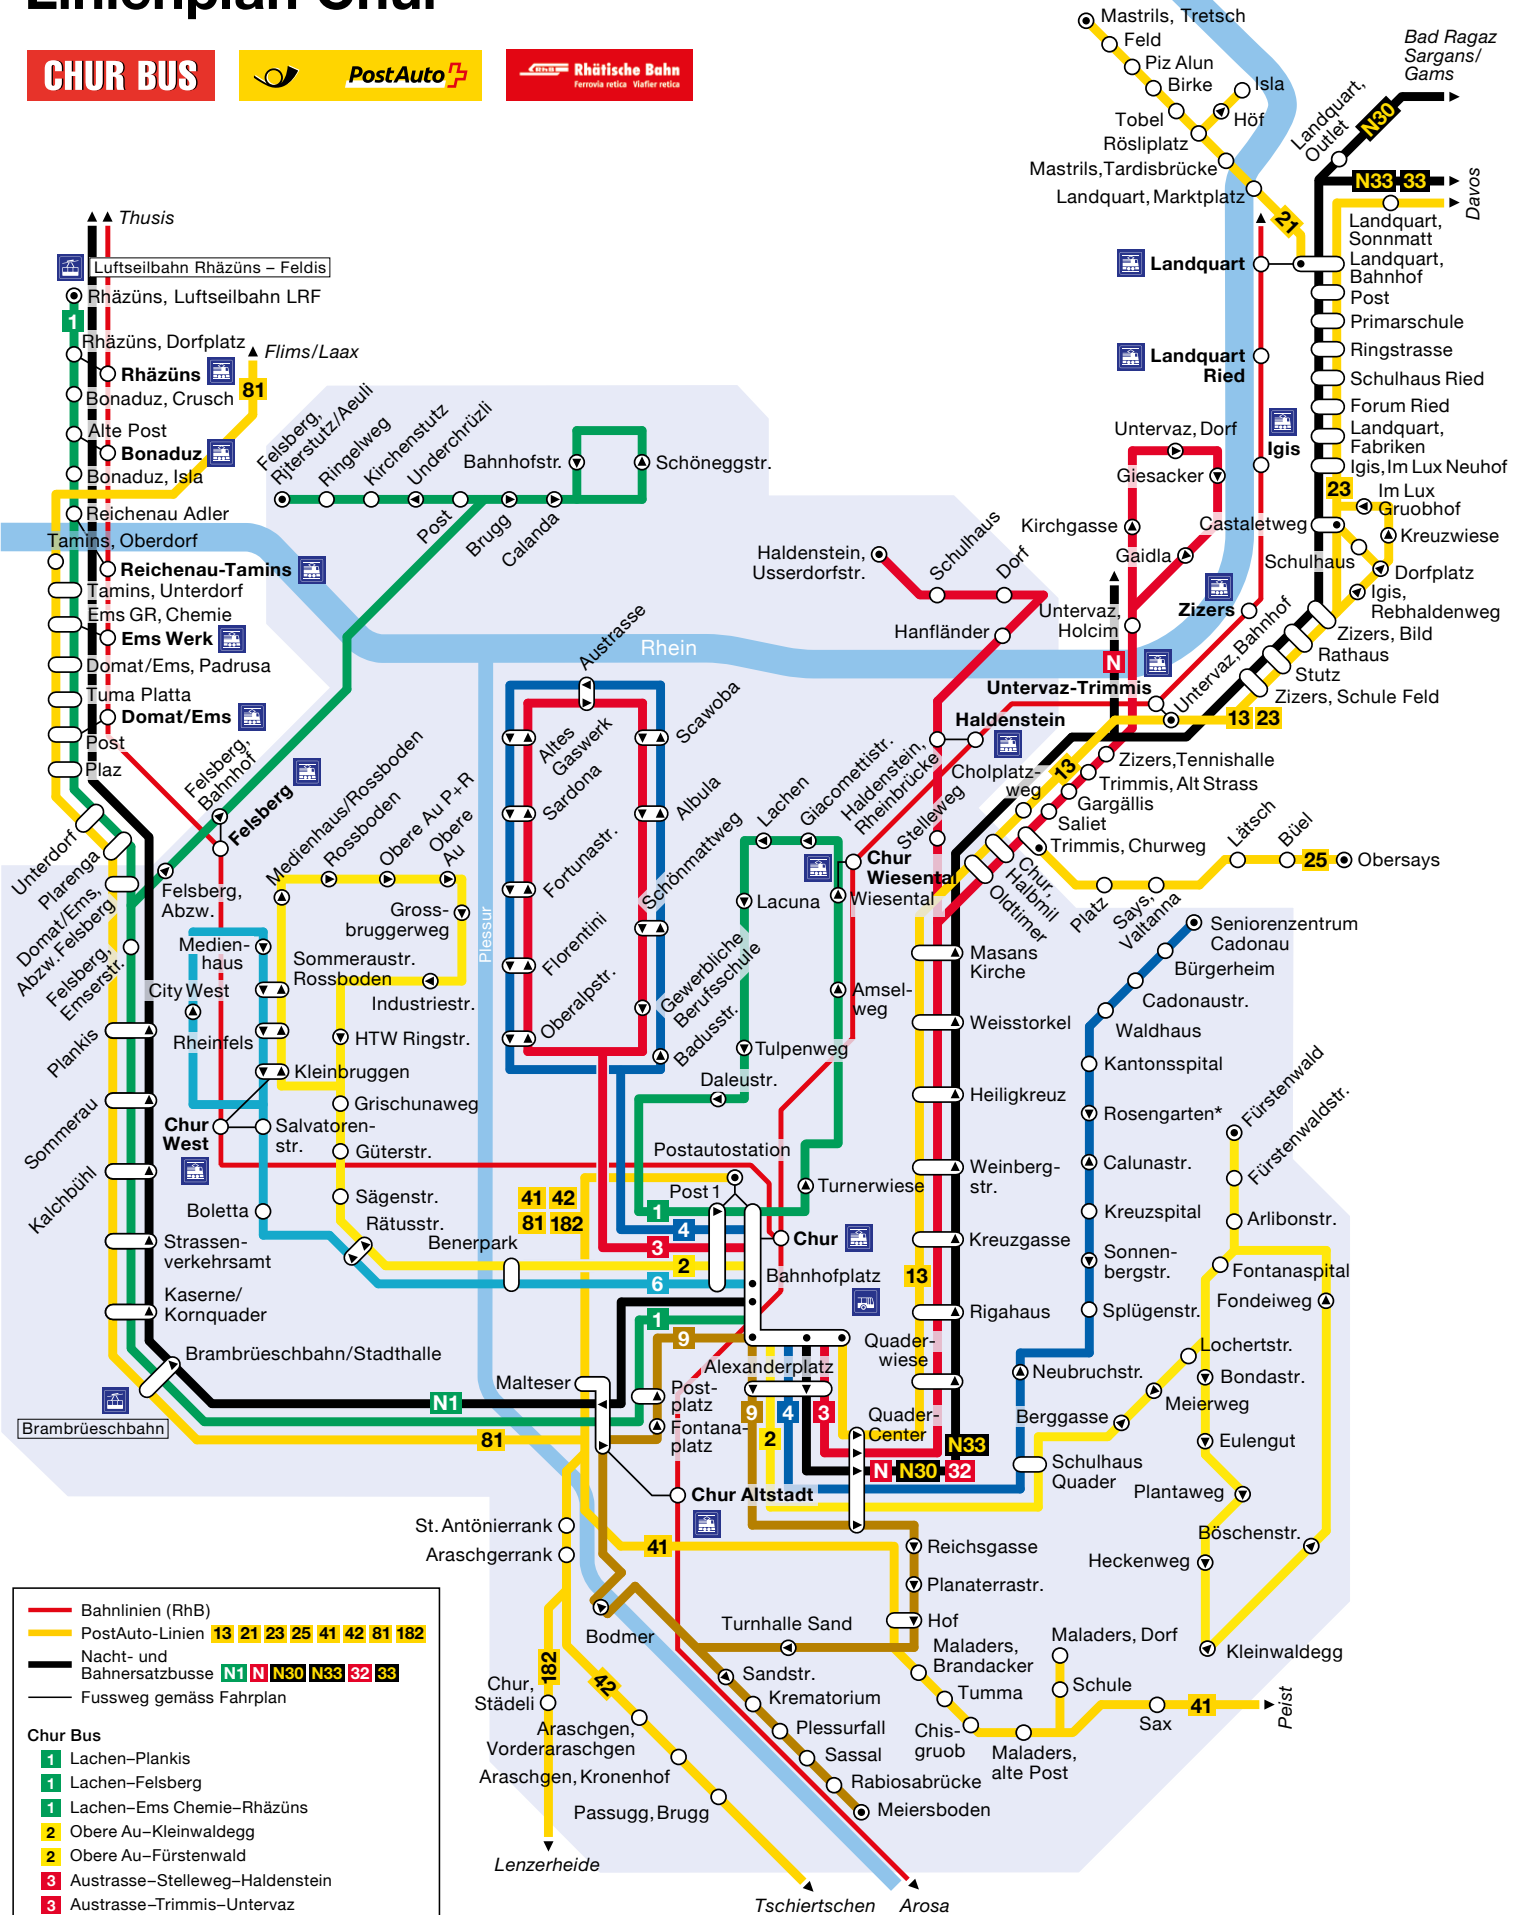 Linienplan Chur
CHUR BUS
PostAuto
RhB
Rhätische Bahn
Ferrovia retica Viafier retica
Mastrils, Tretsch
Feld
Piz Alun
Birke
Isla
Tobel
Höf
Rösliplatz
Mastrils,Tardisbrücke
Landquart, Marktplatz
21
Bad Ragaz
Sargans/
Gams
Landquart,
Outlet
N30
N33 33
Davos
Landquart,
Sonnmatt
Landquart
Landquart,
Bahnhof
Post
Primarschule
Landquart
Ried
Ringstrasse
Schulhaus Ried
Forum Ried
Landquart,
Fabriken
Igis
Igis,Im Lux Neuhof
23
Im Lux
Gruobhof
Castaletweg
Kreuzwiese
Schulhaus
Dorfplatz
Igis,
Rebhaldenweg
Zizers
Zizers, Bild
Rathaus
Stutz
Zizers, Schule Feld
Untervaz, Bahnhof
13 23
Untervaz, Dorf
Giesacker
Kirchgasse
Gaidla
Untervaz,
Holcim
N
Untervaz-Trimmis
Thusis
Luftseilbahn Rhäzüns – Feldis
Rhäzüns, Luftseilbahn LRF
1
Rhäzüns, Dorfplatz
Flims/Laax
Rhäzüns
81
Bonaduz, Crusch
Alte Post
Bonaduz
Bonaduz, Isla
Reichenau Adler
Tamins, Oberdorf
Reichenau-Tamins
Tamins, Unterdorf
Ems GR, Chemie
Ems Werk
Domat/Ems, Padrusa
Tuma Platta
Domat/Ems
Post
Plaz
Unterdorf
Plarenga
Domat/Ems,
Abzw. Felsberg
Felsberg,
Emserstr.
Felsberg,
Bahnhof
Felsberg
Felsberg,
Abzw.
Felsberg,
Rjterstutz/Aeuli
Ringelweg
Kirchenstutz
Underchrüzli
Bahnhofstr.
Schöneggstr.
Post
Brugg
Calanda
Haldenstein,
Usserdorfstr.
Schulhaus
Dorf
Hanfländer
Rhein
Haldenstein
Haldenstein,
Rheinbrücke
Cholplatz-
weg
13
Zizers,Tennishalle
Trimmis, Alt Strass
Gargällis
Saliet
Trimmis, Churweg
Stelleweg
Chur,
Halbmil
Oldtimer
Platz
Says,
Valtanna
Lätsch
Büel
25
Obersays
Austrasse
Altes
Gaswerk
Scawoba
Sardona
Albula
Fortunastr.
Schönmattweg
Florentini
Gewerbliche
Berufsschule
Oberalpstr.
Badusstr.
Plessur
Lachen
Giacomettistr.
Chur
Wiesental
Wiesental
Lacuna
Amsel-
weg
Tulpenweg
Daleustr.
Turnerwiese
Medienhaus/Rossboden
Rossboden
Obere Au P+R
Obere
Au
Gross-
bruggerweg
Sommeraustr.
Rossboden
Industriestr.
HTW Ringstr.
Medien-
haus
City West
Rheinfels
Kleinbruggen
Grischunaweg
Chur
West
Salvatoren-
str.
Güterstr.
Sägenstr.
Boletta
Rätusstr.
Benerpark
Plankis
Sommerau
Kalchbühl
Strassen-
verkehrsamt
Kaserne/
Kornquader
Brambrüeschbahn/Stadthalle
Brambrüeschbahn
N1
81
Postautostation
Post 1
41 42
81 182
1
4
3
2
6
1
9
Chur
Bahnhofplatz
Alexanderplatz
Malteser
Post-
platz
Fontana-
platz
9
4
3
2
Chur Altstadt
Quader-
wiese
Quader-
Center
N N30 32
N33
Masans
Kirche
Weisstorkel
Heiligkreuz
Weinberg-
str.
Kreuzgasse
13
Rigahaus
Seniorenzentrum
Cadonau
Bürgerheim
Cadonaustr.
Waldhaus
Kantonsspital
Rosengarten*
Calunastr.
Kreuzspital
Sonnen-
bergstr.
Splügenstr.
Neubruchstr.
Fürstenwald
Fürstenwaldstr.
Arlibonstr.
Fontanaspital
Fondeiweg
Lochertstr.
Bondastr.
Meierweg
Berggasse
Eulengut
Schulhaus
Quader
Plantaweg
Böschenstr.
Heckenweg
Kleinwaldegg
St. Antönierrank
Araschgerrank
41
Reichsgasse
Planaterrastr.
Hof
Turnhalle Sand
Bodmer
Maladers,
Brandacker
Maladers, Dorf
Schule
Tumma
Chis-
gruob
Maladers,
alte Post
Sax
41
Peist
Sandstr.
Krematorium
Plessurfall
Sassal
Rabiosabrücke
Meiersboden
182
42
Chur,
Städeli
Araschgen,
Vorderaraschgen
Araschgen, Kronenhof
Passugg, Brugg
Lenzerheide
Tschiertschen
Arosa
Bahnlinien (RhB)
PostAuto-Linien 13 21 23 25 41 42 81 182
Nacht- und
Bahnersatzbusse N1 N N30 N33 32 33
Fussweg gemäss Fahrplan
Chur Bus
1 Lachen–Plankis
1 Lachen–Felsberg
1 Lachen–Ems Chemie–Rhäzüns
2 Obere Au–Kleinwaldegg
2 Obere Au–Fürstenwald
3 Austrasse–Stelleweg–Haldenstein
3 Austrasse–Trimmis–Untervaz